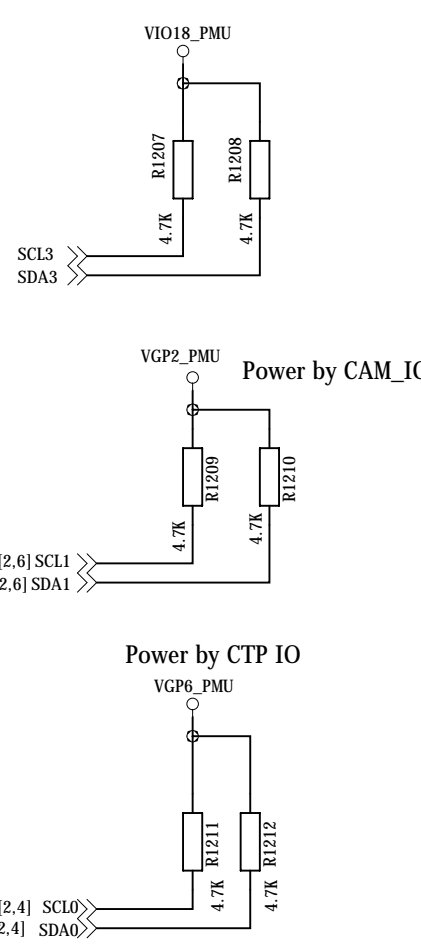 VIO18_PMU
R1207
R1208
4.7K
4.7K
SCL3
SDA3
VGP2_PMU
Power by CAM_IO
R1209
R1210
4.7K
4.7K
[2,6] SCL1
2,6] SDA1
Power by CTP IO
VGP6_PMU
R1211
R1212
4.7K
4.7K
[2,4] SCL0
2,4] SDA0